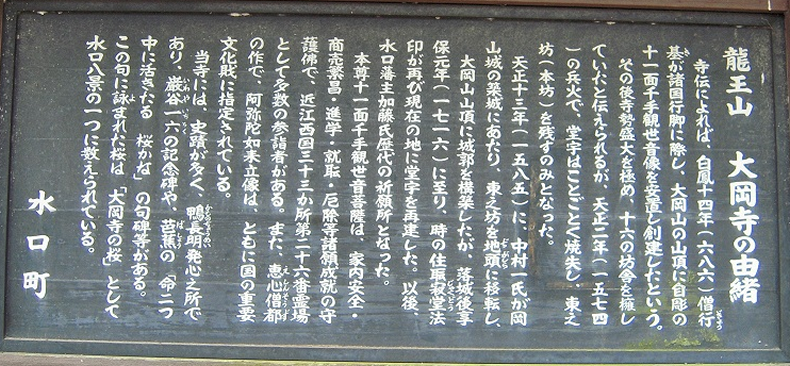 龍王山　大岡寺の由緒
寺伝によれば、白鳳十四年（六八六）僧行
基が諸国行脚に際し、大岡山の山頂に自彫の
十一面千手観世音像を安置し創建したという。
その後寺勢盛大を極め、十六の坊舎を擁し
ていたと伝えられるが、天正二年（一五七四
）の兵火で、堂宇はことごとく焼失し、東之
坊（本坊）を残すのみとなった。
天正十三年（一五八五）に、中村一氏が岡
山城の築城にあたり、東之坊を地頭に移転し、
大岡山山頂に城郭を構築したが、落城後享
保元年（一七一六）に至り、時の住職寂堂法
印が再び現在の地に堂宇を再建した。以後、
水口藩主加藤氏歴代の祈願所となった。
本尊十一面千手観世音菩薩は、家内安全・
商売繁昌・進学・就職・厄除等諸願成就の守
護佛で、近江西国三十三か所第二十六番霊場
として多数の参詣者がある。また、恵心僧都
の作で、阿弥陀如来立像は、ともに国の重要
文化財に指定されている。
当寺には、史蹟が多く、鴨長明発心之所で
あり、巌谷一六の記念碑や、芭蕉の「命二つ
中に活きたる　桜かな」の句碑等がある。
この句に詠まれた桜は「大岡寺の桜」として
水口八景の一つに数えられている。
水口町